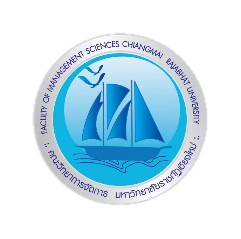 FACULTY OF MANAGEMENT SCIENCES CHIANGMAI RAJABHAT UNIVERSITY
คณะวิทยาการจัดการ มหาวิทยาลัยราชภัฏเชียงใหม่